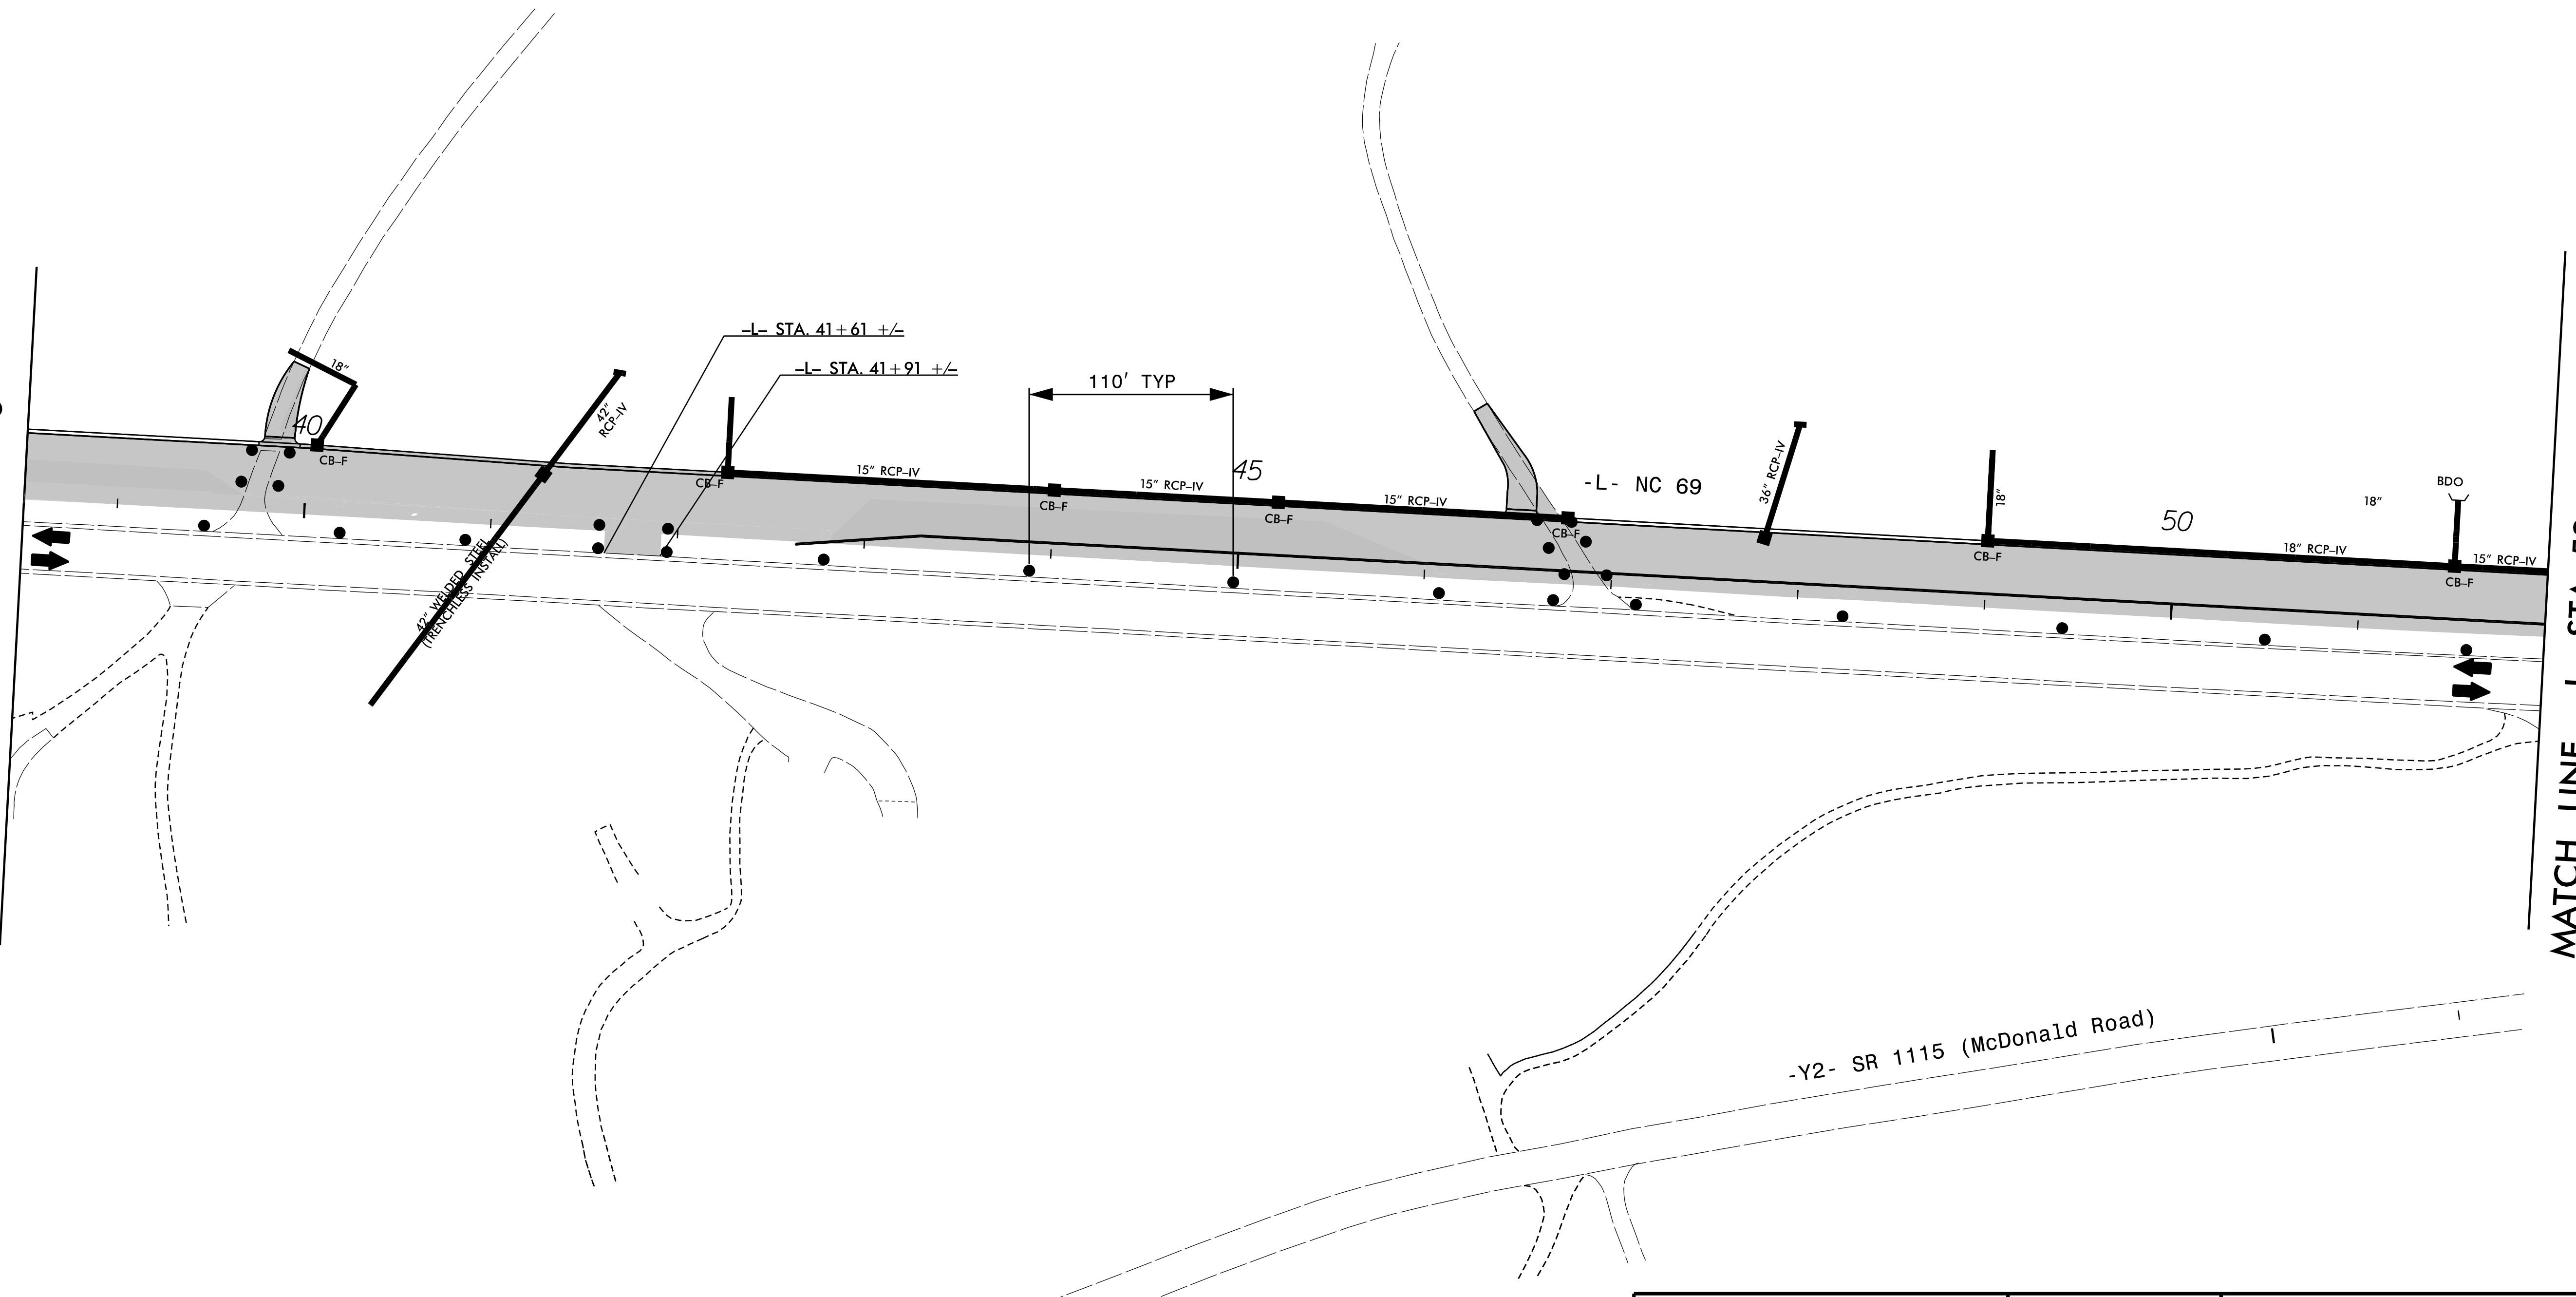 -L- STA. 41+61 +/-
-L- STA. 41+91 +/-
110' TYP
18"
40
CB-F
42"
RCP-IV
42" WELDED STEEL
(TRENCHLESS INSTALL)
CB-F
15" RCP-IV
CB-F
15" RCP-IV
45
CB-F
15" RCP-IV
CB-F
-L- NC 69
36" RCP-IV
18"
CB-F
50
18" RCP-IV
18"
BDO
CB-F
15" RCP-IV
MATCH LINE
-Y2- SR 1115 (McDonald Road)